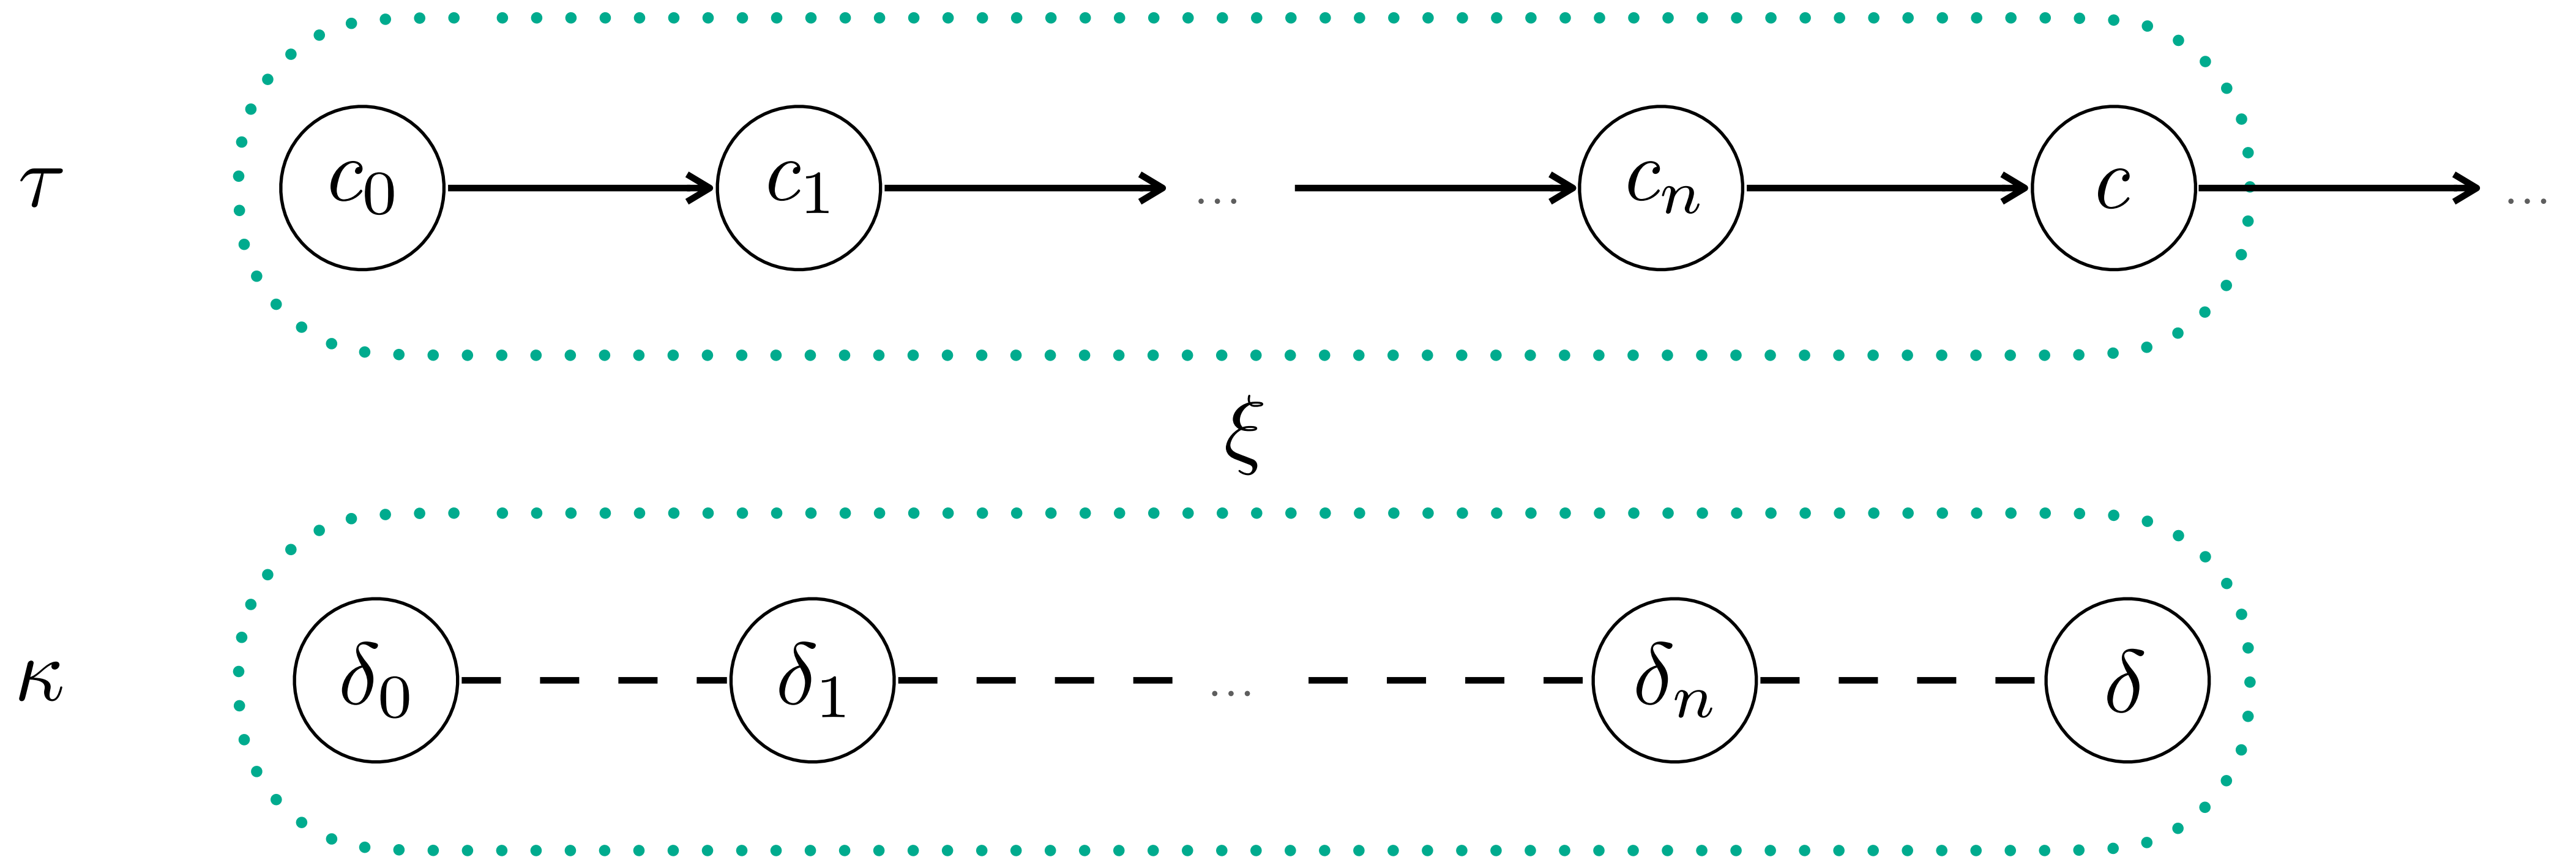 τ c₀ c₁ ... cₙ c ...
ξ
κ δ₀ δ₁ ... δₙ δ